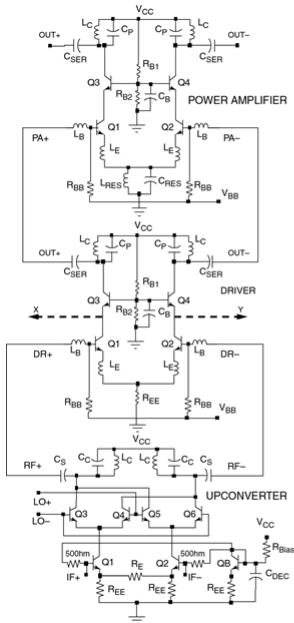 VCC
LC CP CP LC
OUT+ OUT−
CSER CSER
RB1
Q3 Q4
RB2 CB
POWER AMPLIFIER
PA+ LB Q1 Q2 LB PA−
LE LE
LRES CRES
RBB RBB
VBB
VCC
OUT+ LC CP CP LC OUT−
CSER CSER
RB1
DRIVER
Q3 Q4
RB2 CB
X Y
DR+ LB Q1 Q2 LB DR−
LE LE
RBB REE RBB
VBB
VCC
RF+ CS CC LC LC CC CS RF−
LO+ UPCONVERTER
LO− Q3 Q4 Q5 Q6
VCC
500hm Q1 RE Q2 500hm QB RBias
IF+ IF− CDEC
REE REE REE